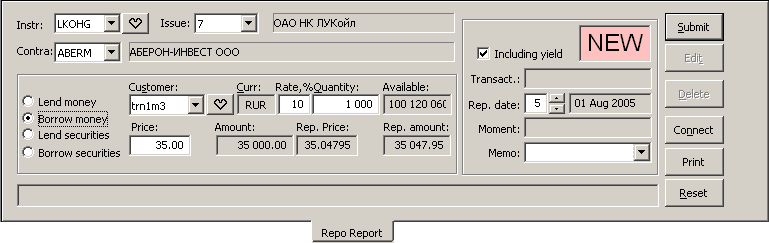 Instr: LKOHG Issue: 7 ОАО НК ЛУКойл
Contra: ABERM АБЕРОН-ИНВЕСТ ООО
Lend money
Borrow money
Lend securities
Borrow securities
Customer: Curr: Rate,% Quantity: Available:
trn1m3 RUR 10 1 000 100 120 060
Price: Amount: Rep. Price: Rep. amount:
35.00 35 000.00 35.04795 35 047.95
Including yield NEW
Transact.:
Rep. date: 5 01 Aug 2005
Moment:
Memo:
Submit
Edit
Delete
Connect
Print
Reset
Repo Report